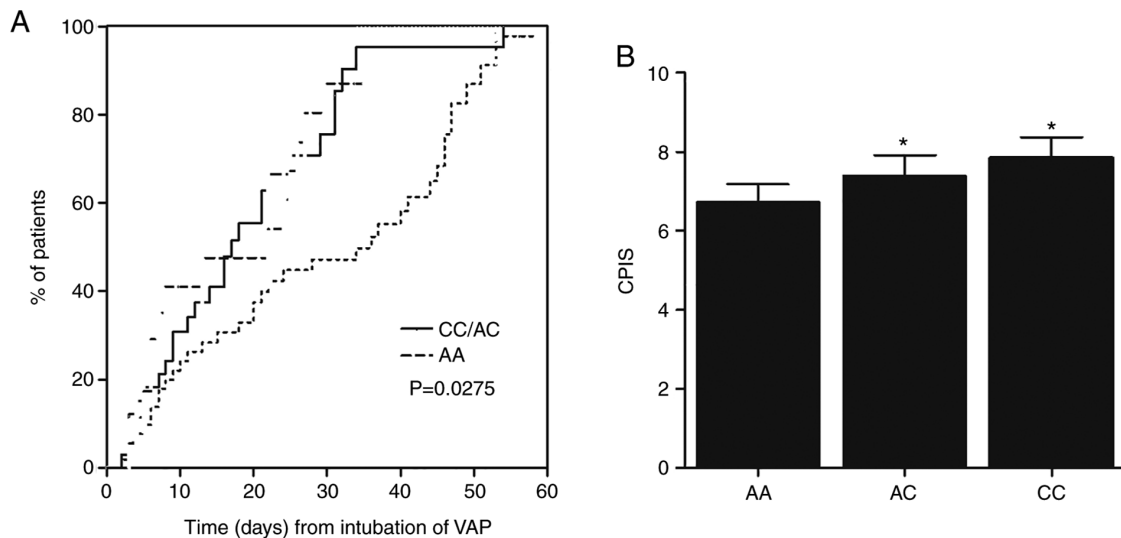 A
100
80
60
40
20
0
% of patients
0 10 20 30 40 50 60
Time (days) from intubation of VAP
CC/AC
AA
P=0.0275
B
10
8
6
4
2
0
CPIS
* *
AA AC CC